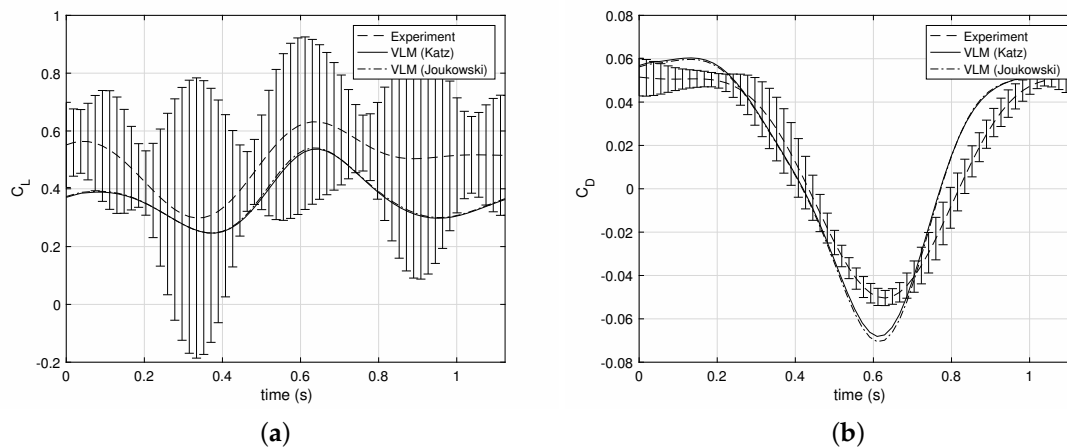 1
0.8
0.6
0.4
0.2
0
-0.2
C_L
0 0.2 0.4 0.6 0.8 1
time (s)
Experiment
VLM (Katz)
VLM (Joukowski)
(a)
0.08
0.06
0.04
0.02
0
-0.02
-0.04
-0.06
-0.08
C_D
0 0.2 0.4 0.6 0.8 1
time (s)
Experiment
VLM (Katz)
VLM (Joukowski)
(b)